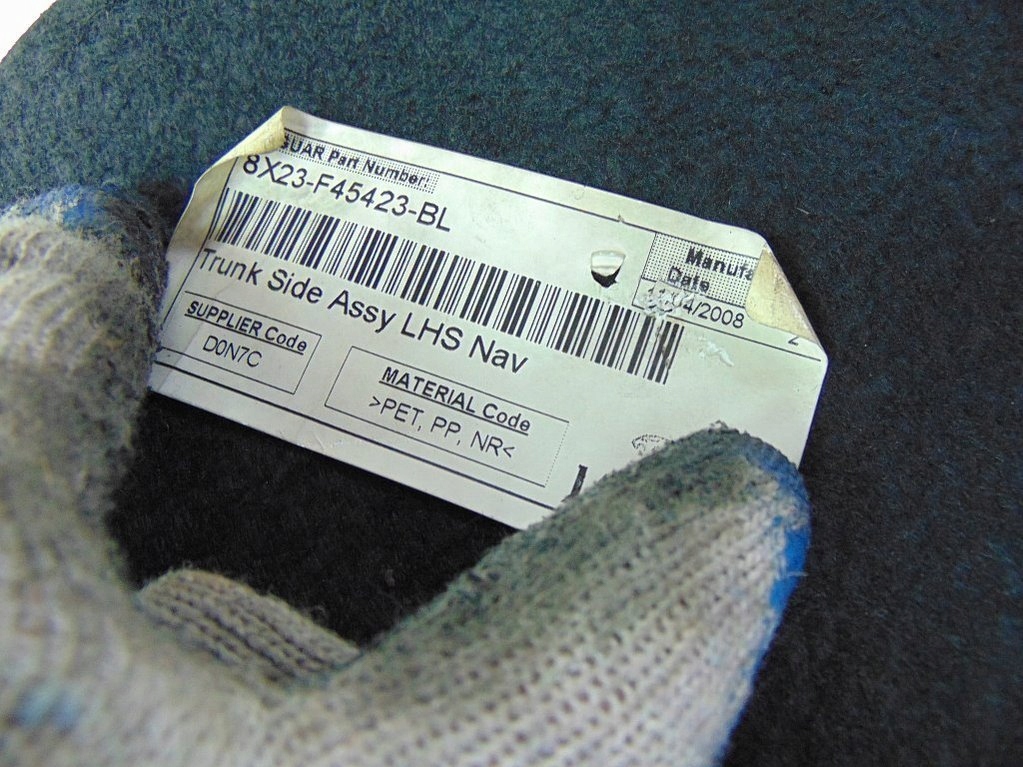 GUAR Part Number:
8X23-F45423-BL
Manufa
Date
/2008
Trunk Side Assy LHS Nav
SUPPLIER Code
D0N7C
MATERIAL Code
>PET, PP, NR<